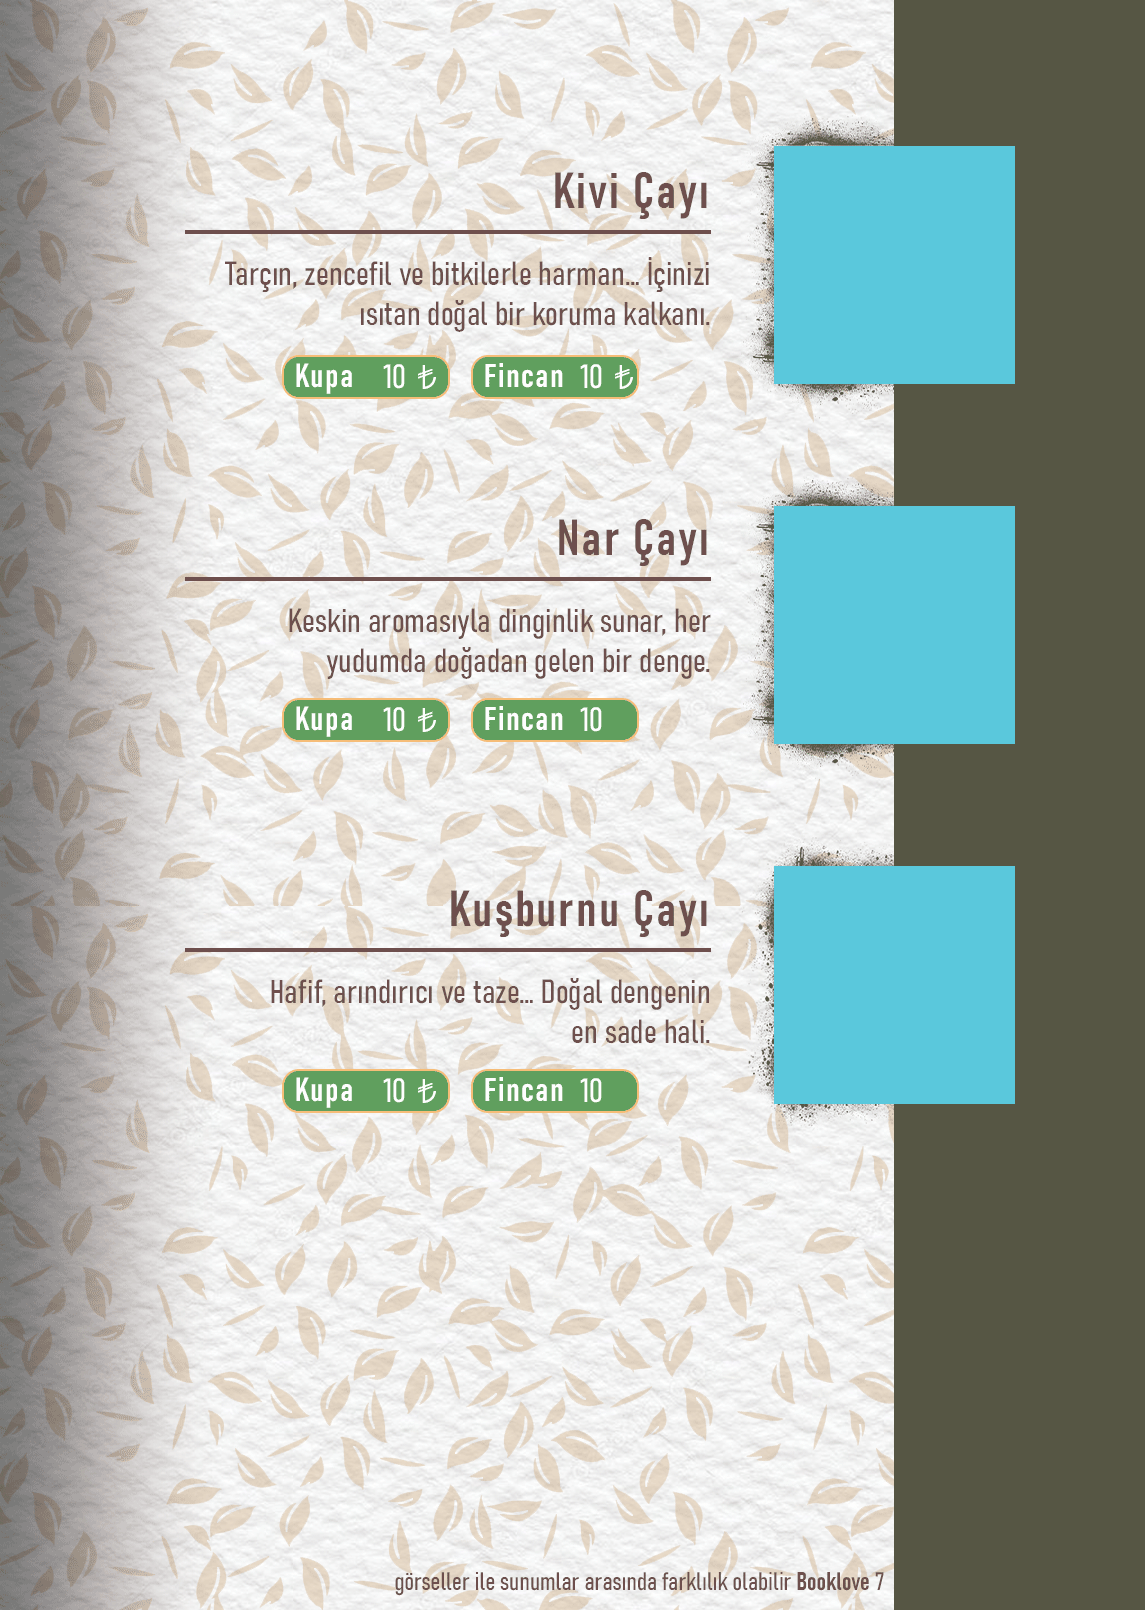 Kivi Çayı
Tarçın, zencefil ve bitkilerle harman... İçinizi
ısıtan doğal bir koruma kalkanı.
Kupa 10 ₺ Fincan 10 ₺
Nar Çayı
Keskin aromasıyla dinginlik sunar, her
yudumda doğadan gelen bir denge.
Kupa 10 ₺ Fincan 10
Kuşburnu Çayı
Hafif, arındırıcı ve taze... Doğal dengenin
en sade hali.
Kupa 10 ₺ Fincan 10
görseller ile sunumlar arasında farklılık olabilir Booklove 7